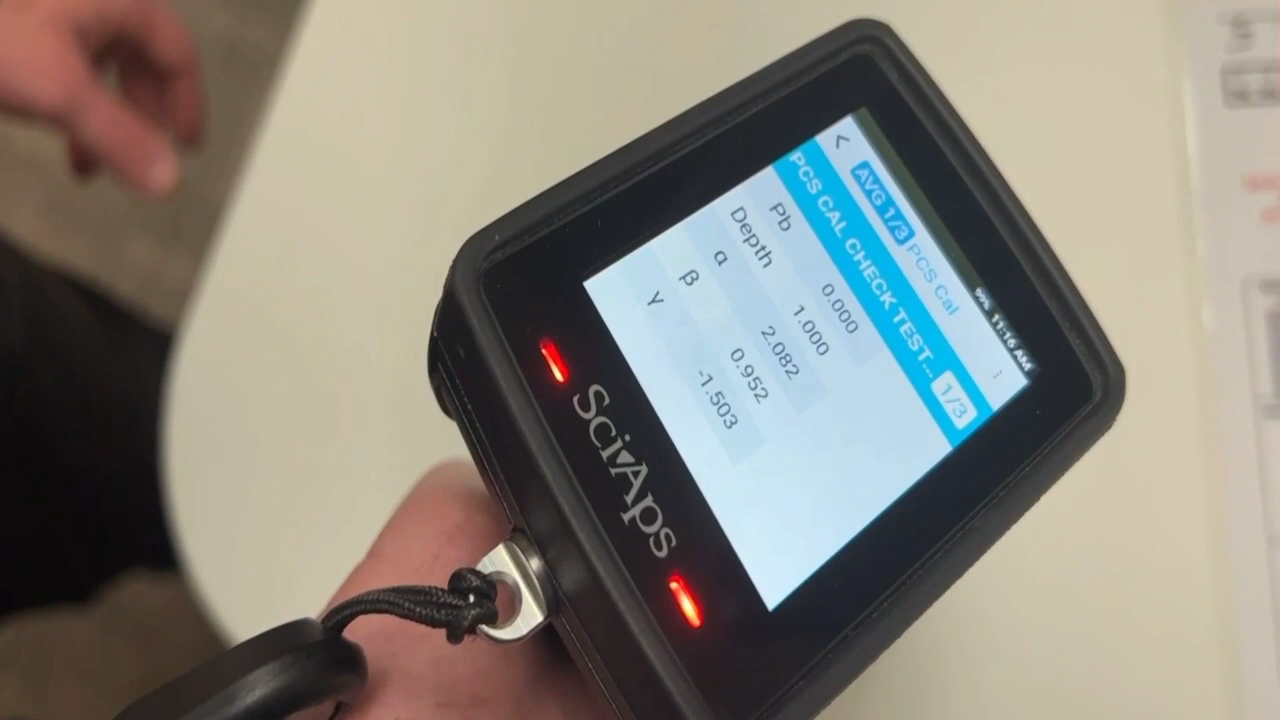 90% 11:16 AM
AVG 1/3 PCS Cal
PCS CAL CHECK TEST... 1/3
Pb 0.000
Depth 1.000
α 2.082
β 0.952
γ -1.503
SciAps